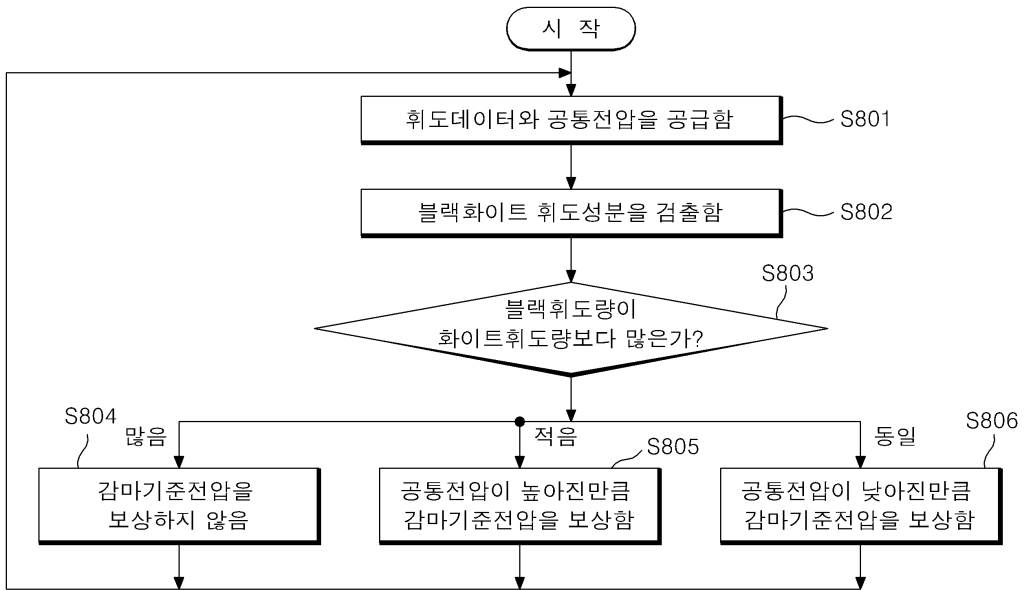 시 작
휘도데이터와 공통전압을 공급함
S801
블랙화이트 휘도성분을 검출함
S802
S803
블랙휘도량이
화이트휘도량보다 많은가?
S804
많음
적음
S805
동일
S806
감마기준전압을
보상하지 않음
공통전압이 높아진만큼
감마기준전압을 보상함
공통전압이 낮아진만큼
감마기준전압을 보상함